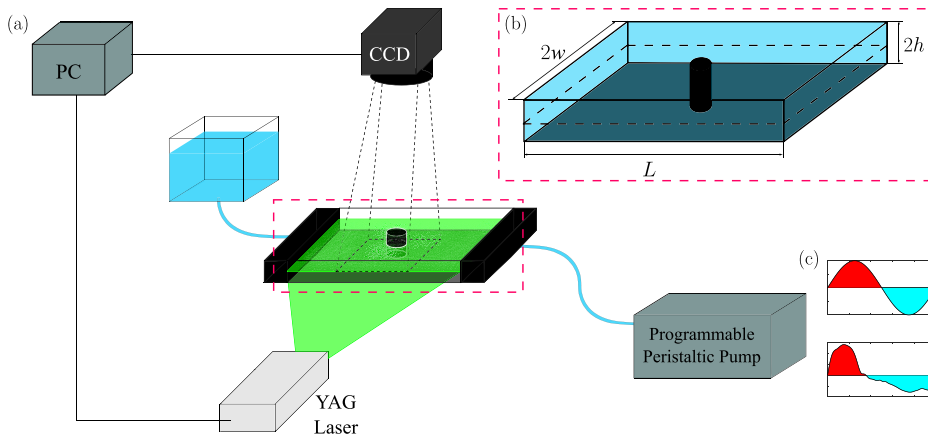 (a)
PC
CCD
(b)
2w
2h
L
(c)
Programmable
Peristaltic Pump
YAG
Laser